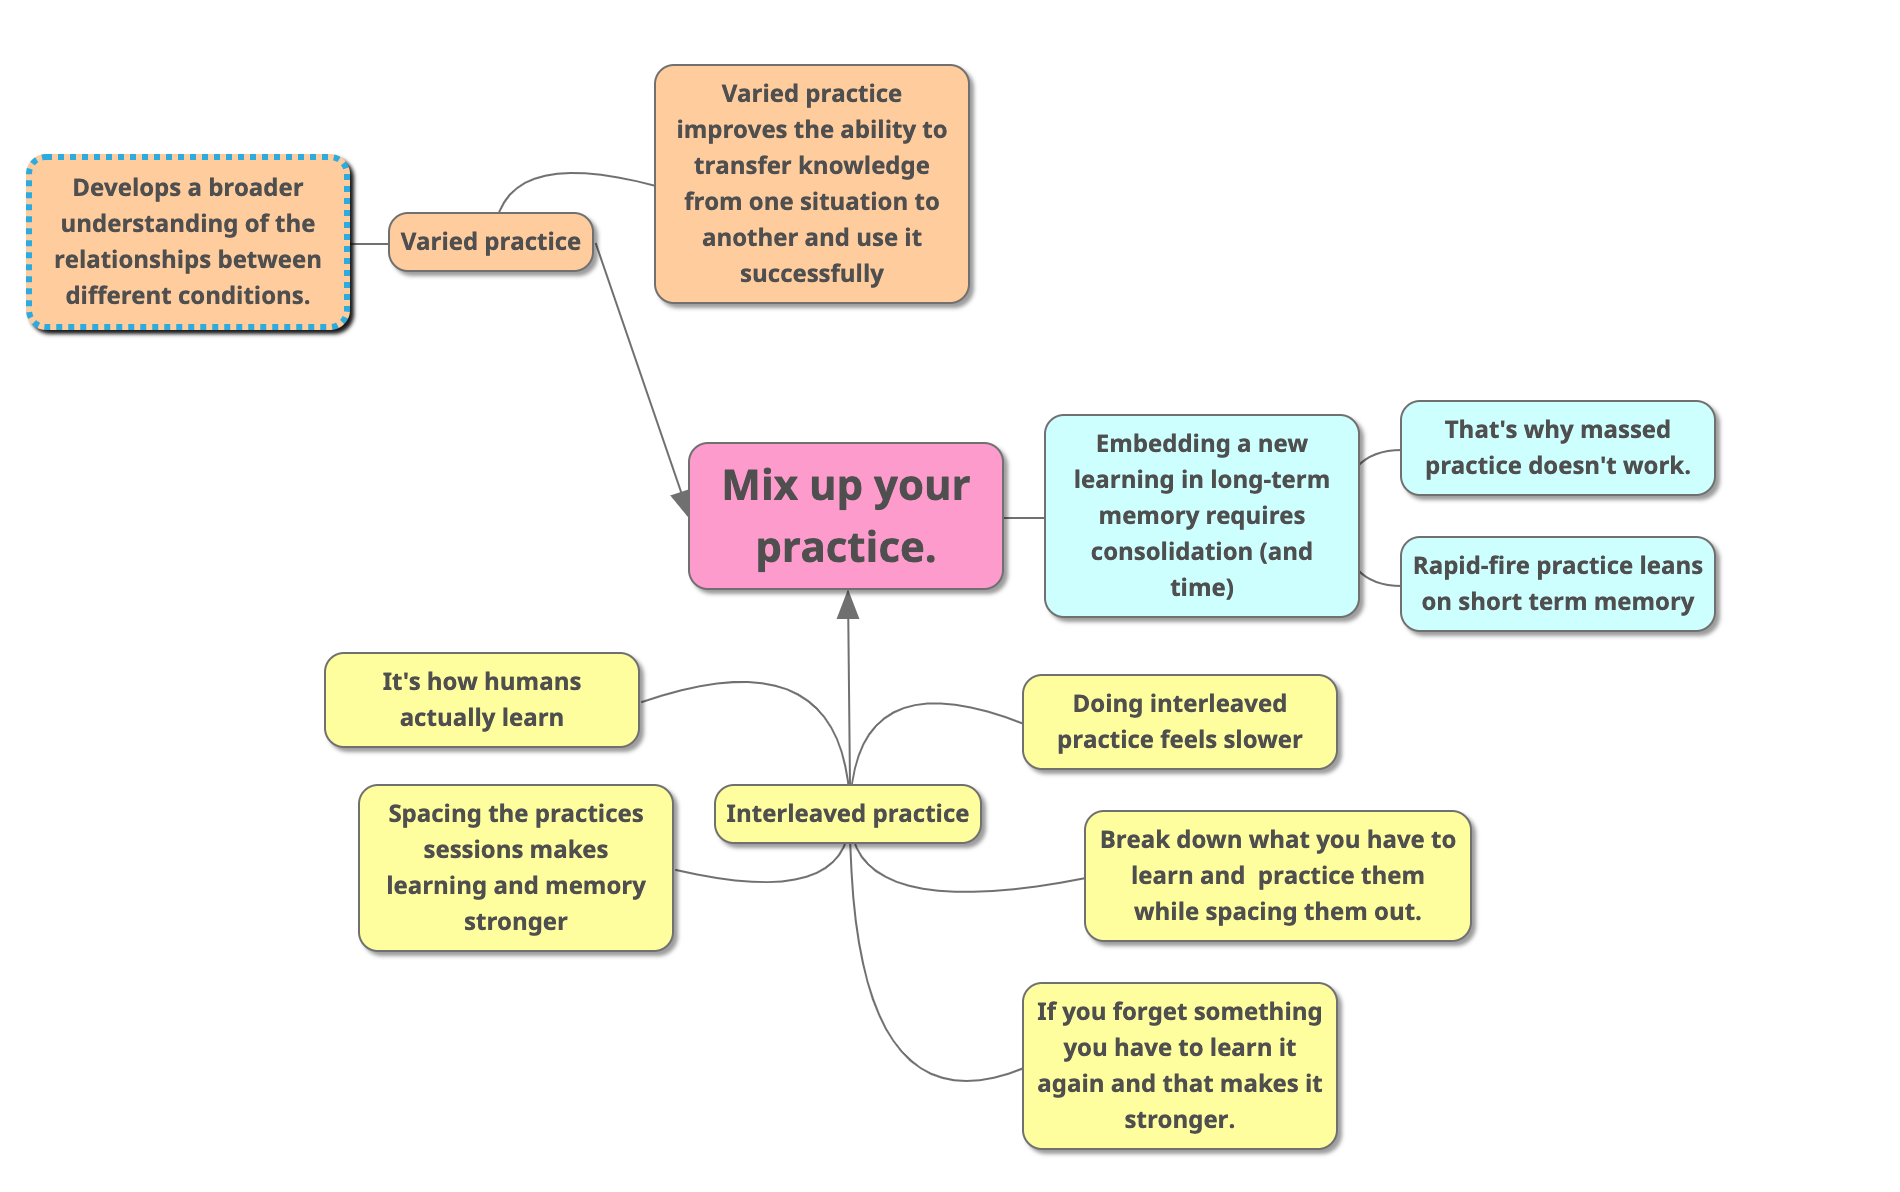 Varied practice
improves the ability to
transfer knowledge
from one situation to
another and use it
successfully
Develops a broader
understanding of the
relationships between
different conditions.
Varied practice
Mix up your
practice.
Embedding a new
learning in long-term
memory requires
consolidation (and
time)
That's why massed
practice doesn't work.
Rapid-fire practice leans
on short term memory
It's how humans
actually learn
Doing interleaved
practice feels slower
Spacing the practices
sessions makes
learning and memory
stronger
Interleaved practice
Break down what you have to
learn and  practice them
while spacing them out.
If you forget something
you have to learn it
again and that makes it
stronger.